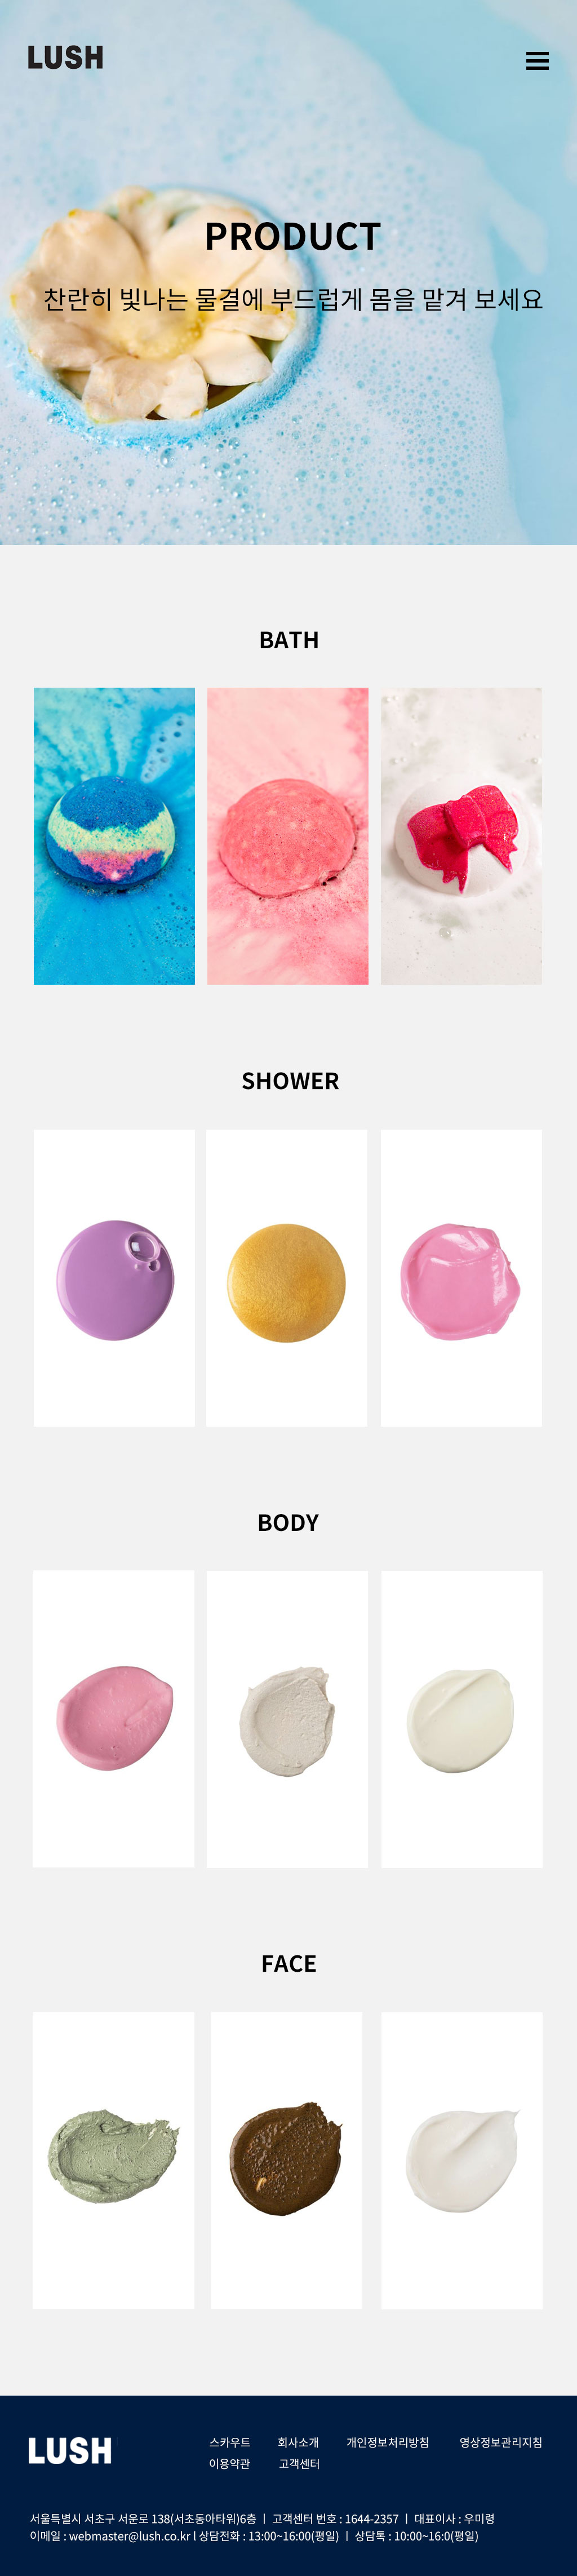 LUSH
PRODUCT
찬란히 빛나는 물결에 부드럽게 몸을 맡겨 보세요
BATH
SHOWER
BODY
FACE
LUSH
스카우트 회사소개 개인정보처리방침 영상정보관리지침
이용약관 고객센터
서울특별시 서초구 서운로 138(서초동아타워)6층 ㅣ 고객센터 번호 : 1644-2357 ㅣ 대표이사 : 우미령
이메일 : webmaster@lush.co.kr l 상담전화 : 13:00~16:00(평일) ㅣ 상담톡 : 10:00~16:0(평일)